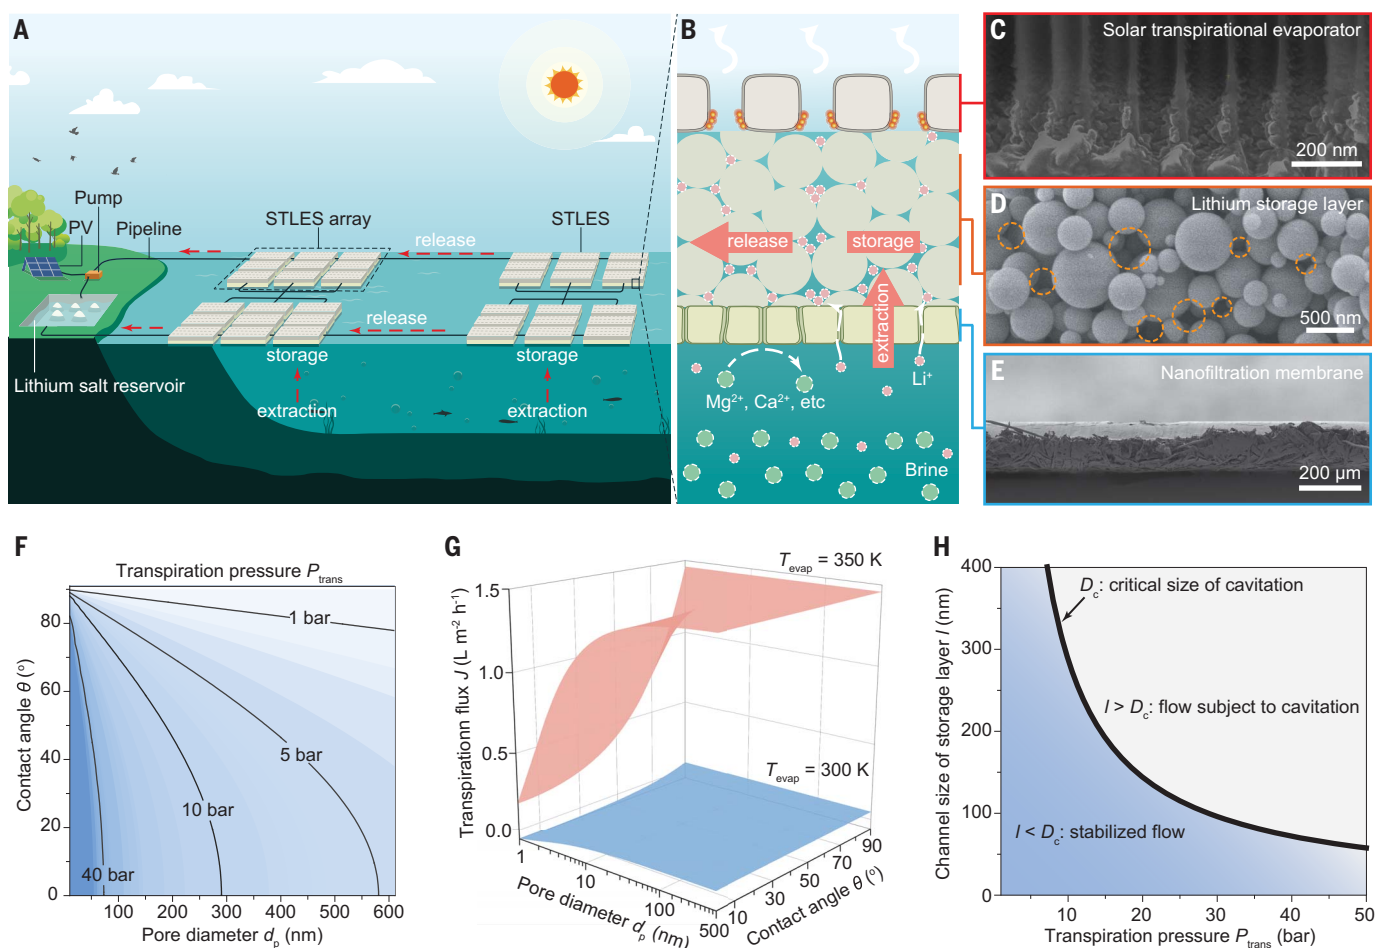 A
Pump
PV
Pipeline
STLES array
STLES
release
release
storage
storage
Lithium salt reservoir
extraction
extraction
B
release
storage
extraction
Li⁺
Mg²⁺, Ca²⁺, etc
Brine
C
Solar transpirational evaporator
200 nm
D
Lithium storage layer
500 nm
E
Nanofiltration membrane
200 µm
F
Transpiration pressure Ptrans
1 bar
5 bar
10 bar
40 bar
80
60
40
20
0
Contact angle θ (°)
100
200
300
400
500
600
Pore diameter dp (nm)
G
Tevap = 350 K
Tevap = 300 K
1.5
1.0
0.5
0.0
Transpirationn flux J (L m⁻² h⁻¹)
1
10
100
500
Pore diameter dp (nm)
10
30
50
70
90
Contact angle θ (°)
H
Dc: critical size of cavitation
l > Dc: flow subject to cavitation
l < Dc: stabilized flow
400
300
200
100
0
Channel size of storage layer l (nm)
10
20
30
40
50
Transpiration pressure Ptrans (bar)